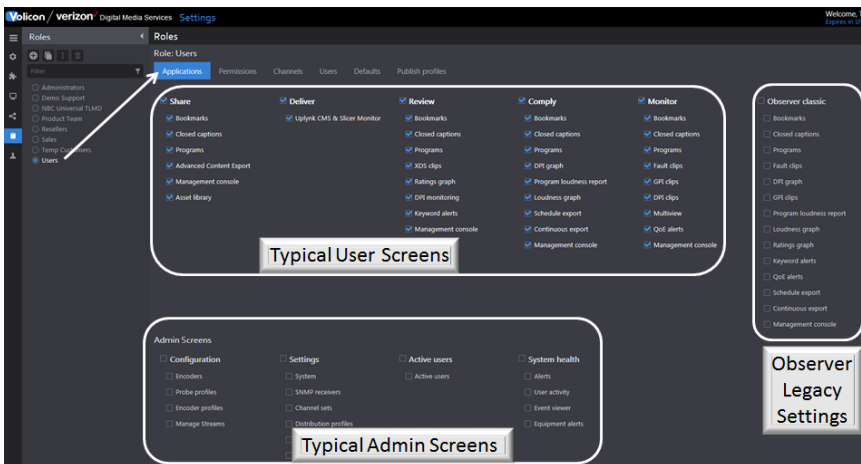 Volicon / verizon✓ Digital Media Services Settings
Welcome, T
Expires in 1h
Roles
Roles
Role: Users
Filter
Applications Permissions Channels Users Defaults Publish profiles
Administrators
Demo Support
NBC Universal TLMO
Product Team
Resellers
Sales
Temp Customers
Users
Share
Bookmarks
Closed captions
Programs
Advanced Content Export
Management console
Asset library
Deliver
Uplynk CMS & Slicer Monitor
Review
Bookmarks
Closed captions
Programs
XDS clips
Ratings graph
DPI monitoring
Keyword alerts
Management console
Comply
Bookmarks
Closed captions
Programs
DPI graph
Program loudness report
Loudness graph
Schedule export
Continuous export
Management console
Monitor
Bookmarks
Closed captions
Programs
Fault clips
GPI clips
DPI clips
Multiview
QoE alerts
Management console
Typical User Screens
Observer classic
Bookmarks
Closed captions
Programs
Fault clips
DPI graph
GPI clips
Program loudness report
Loudness graph
Ratings graph
Keyword alerts
QoE alerts
Schedule export
Continuous export
Management console
Observer
Legacy
Settings
Admin Screens
Configuration
Encoders
Probe profiles
Encoder profiles
Manage Streams
Settings
System
SNMP receivers
Channel sets
Distribution profiles
Active users
Active users
System health
Alerts
User activity
Event viewer
Equipment alerts
Typical Admin Screens